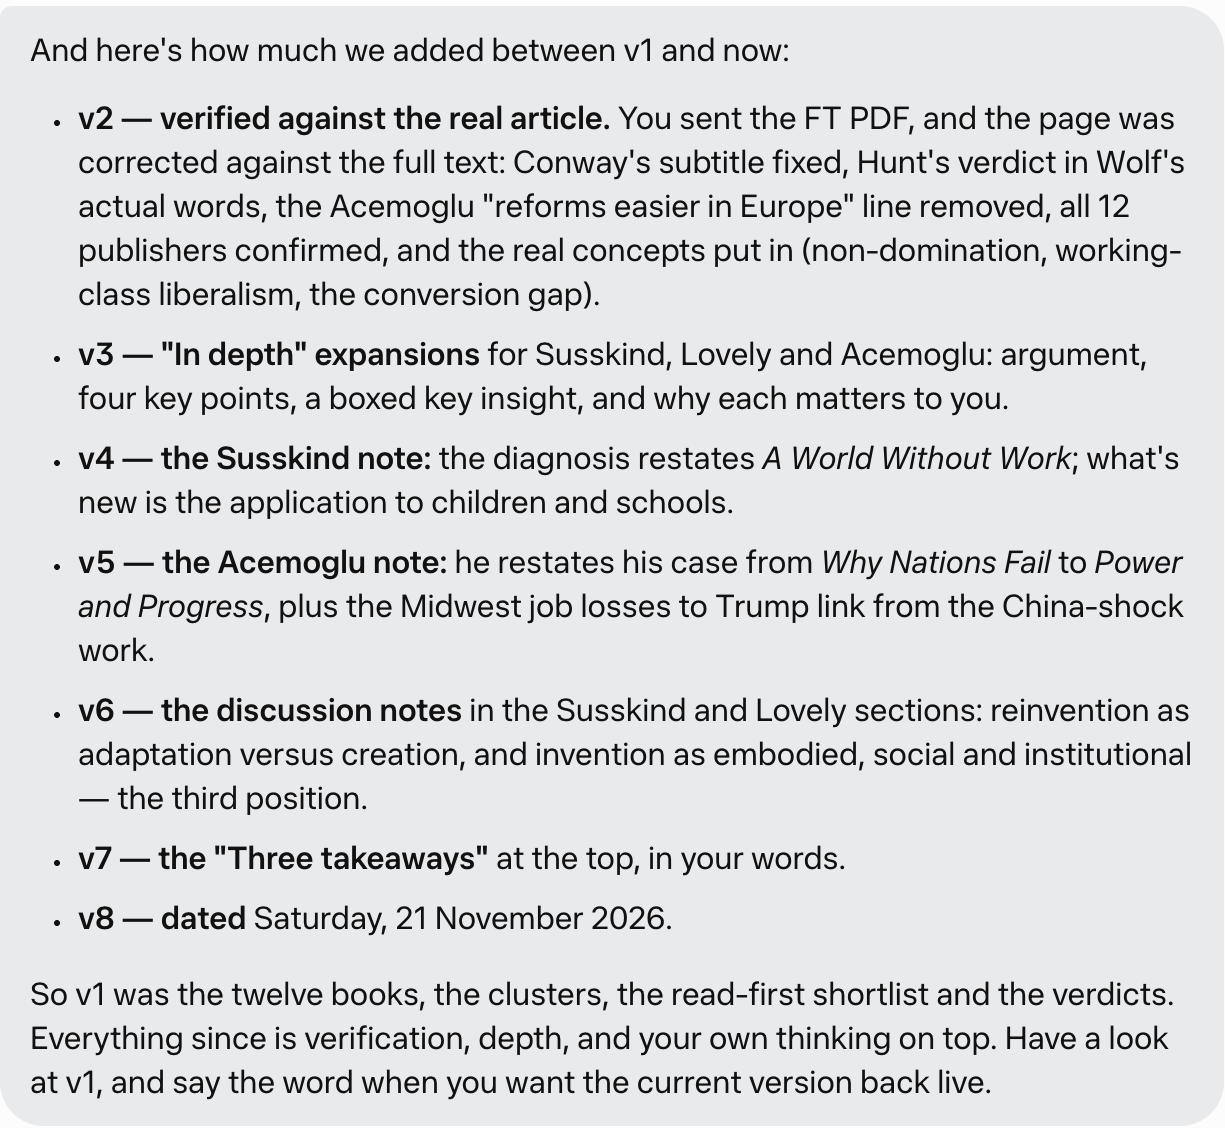 And here's how much we added between v1 and now:
• v2 — verified against the real article. You sent the FT PDF, and the page was
corrected against the full text: Conway's subtitle fixed, Hunt's verdict in Wolf's
actual words, the Acemoglu "reforms easier in Europe" line removed, all 12
publishers confirmed, and the real concepts put in (non-domination, working-
class liberalism, the conversion gap).
• v3 — "In depth" expansions for Susskind, Lovely and Acemoglu: argument,
four key points, a boxed key insight, and why each matters to you.
• v4 — the Susskind note: the diagnosis restates A World Without Work; what's
new is the application to children and schools.
• v5 — the Acemoglu note: he restates his case from Why Nations Fail to Power
and Progress, plus the Midwest job losses to Trump link from the China-shock
work.
• v6 — the discussion notes in the Susskind and Lovely sections: reinvention as
adaptation versus creation, and invention as embodied, social and institutional
— the third position.
• v7 — the "Three takeaways" at the top, in your words.
• v8 — dated Saturday, 21 November 2026.
So v1 was the twelve books, the clusters, the read-first shortlist and the verdicts.
Everything since is verification, depth, and your own thinking on top. Have a look
at v1, and say the word when you want the current version back live.